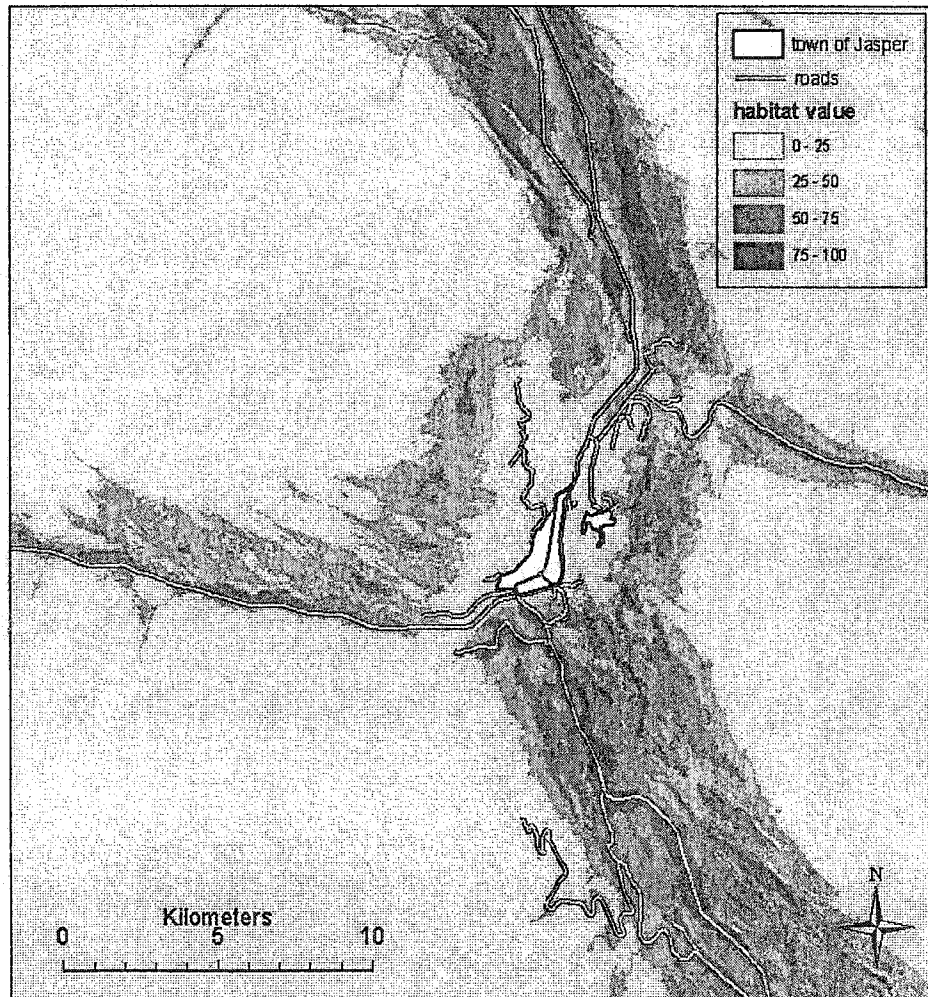 town of Jasper
roads
habitat value
0 - 25
25 - 50
50 - 75
75 - 100
N
Kilometers
0 5 10